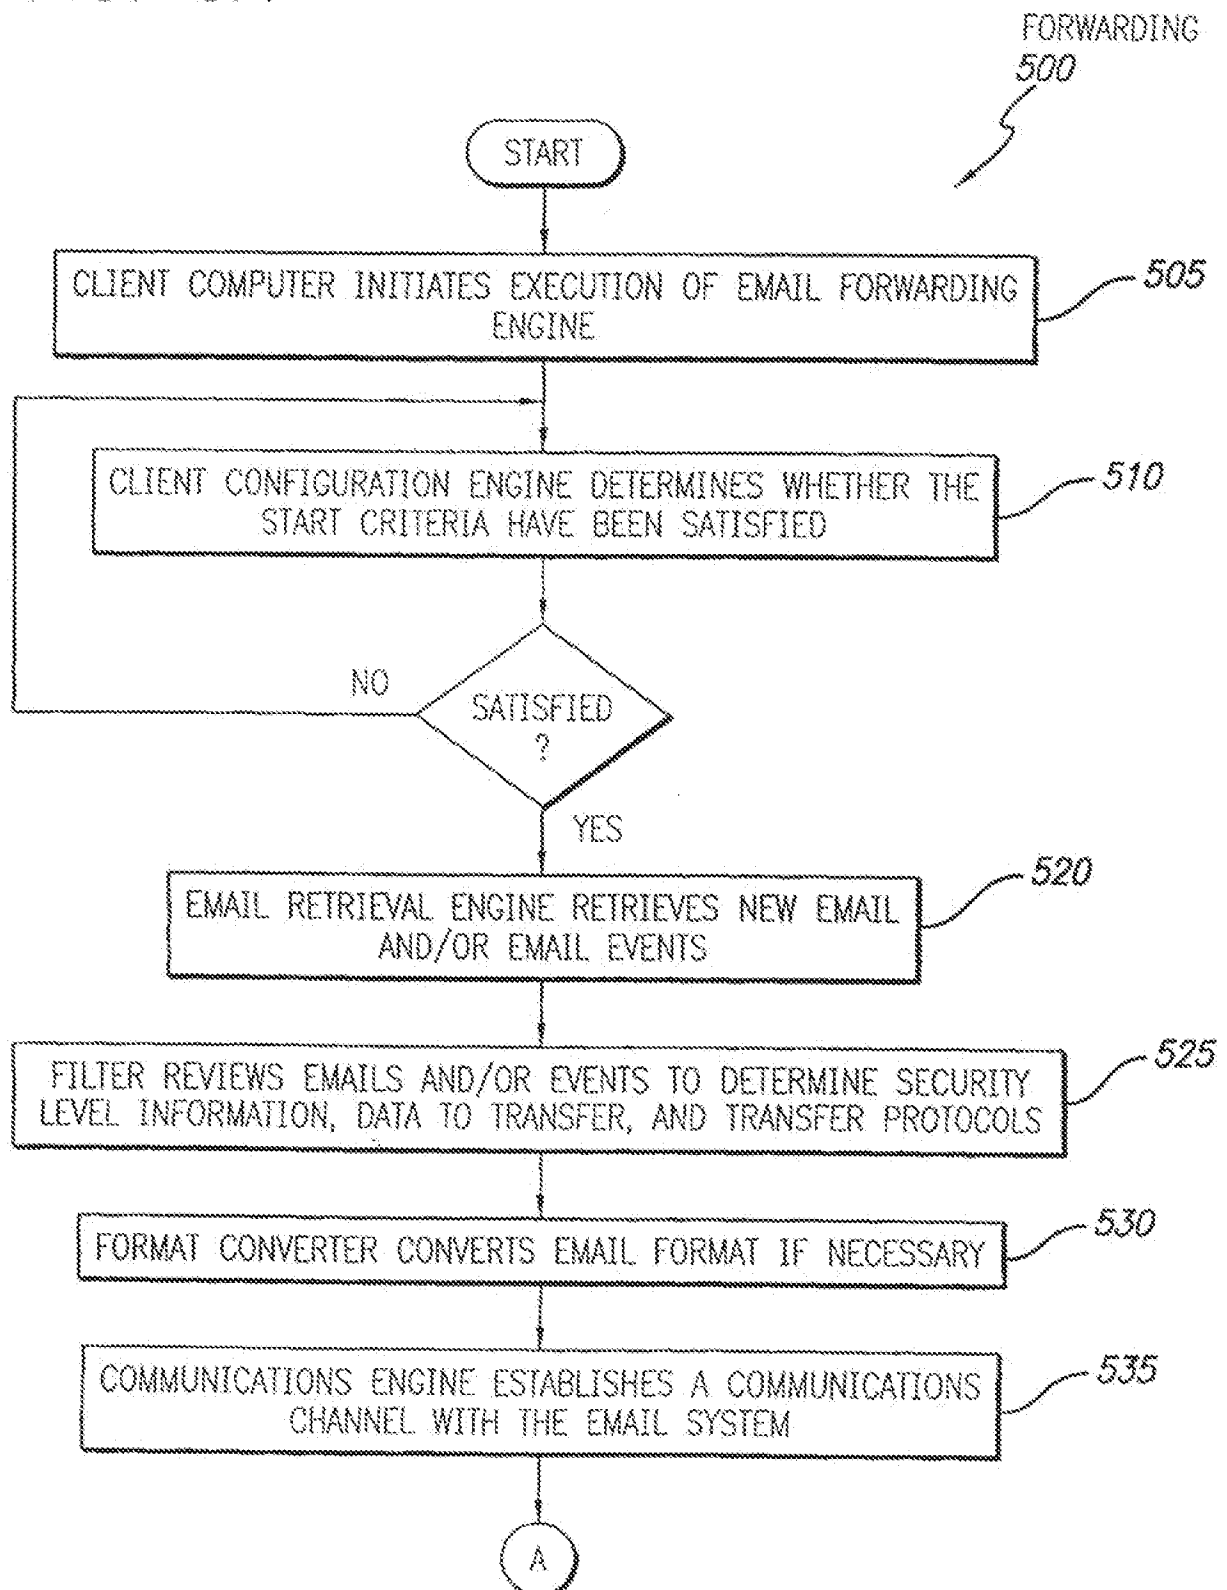 FORWARDING
500
START
CLIENT COMPUTER INITIATES EXECUTION OF EMAIL FORWARDING
ENGINE
505
CLIENT CONFIGURATION ENGINE DETERMINES WHETHER THE
START CRITERIA HAVE BEEN SATISFIED
510
NO
SATISFIED
?
YES
EMAIL RETRIEVAL ENGINE RETRIEVES NEW EMAIL
AND/OR EMAIL EVENTS
520
FILTER REVIEWS EMAILS AND/OR EVENTS TO DETERMINE SECURITY
LEVEL INFORMATION, DATA TO TRANSFER, AND TRANSFER PROTOCOLS
525
FORMAT CONVERTER CONVERTS EMAIL FORMAT IF NECESSARY
530
COMMUNICATIONS ENGINE ESTABLISHES A COMMUNICATIONS
CHANNEL WITH THE EMAIL SYSTEM
535
A